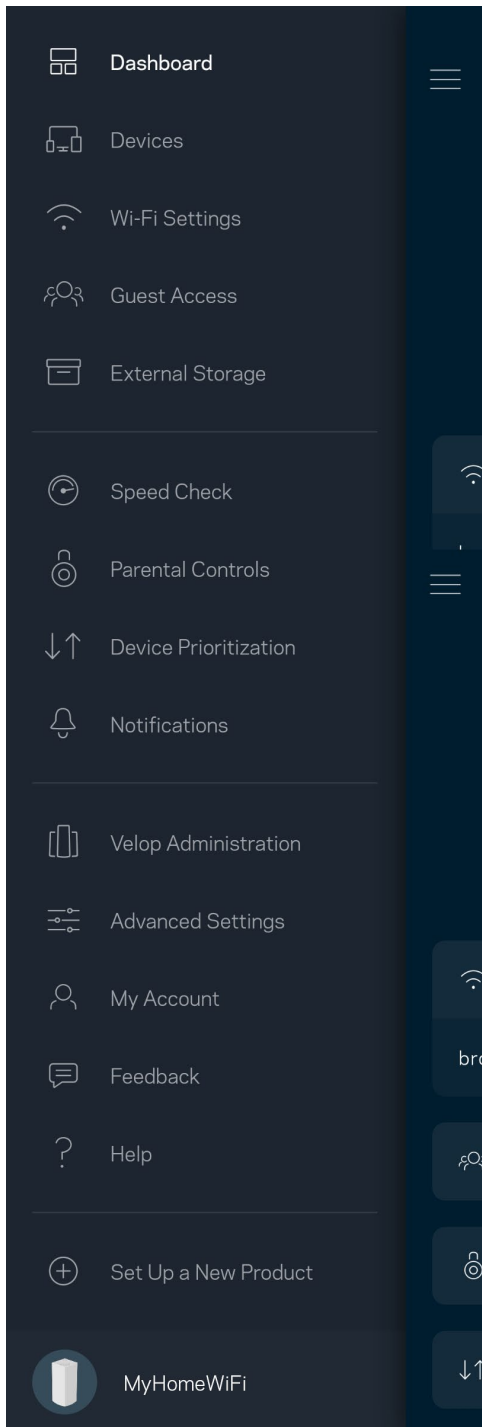 Dashboard
Devices
Wi-Fi Settings
Guest Access
External Storage
Speed Check
Parental Controls
Device Prioritization
Notifications
Velop Administration
Advanced Settings
My Account
Feedback
Help
Set Up a New Product
MyHomeWiFi